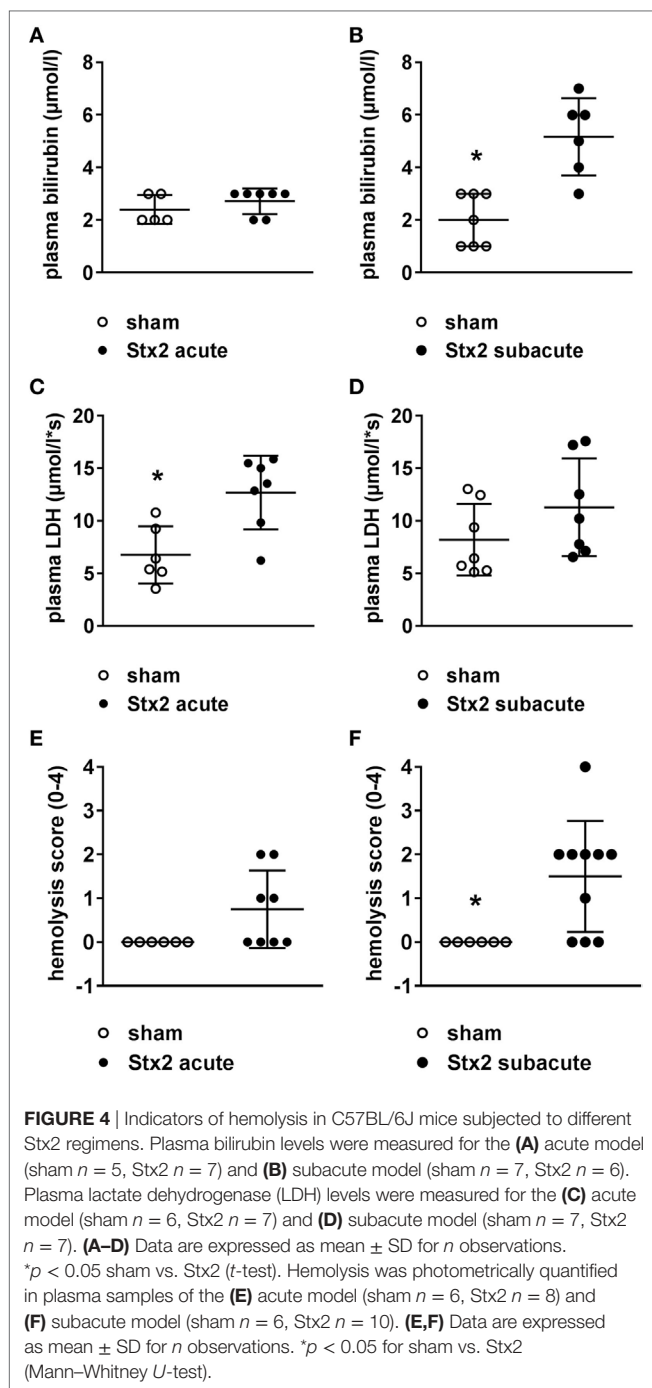 A
plasma bilirubin (µmol/l)
8
6
4
2
0
sham
Stx2 acute
B
plasma bilirubin (µmol/l)
8
6
4
2
0
*
sham
Stx2 subacute
C
plasma LDH (µmol/l*s)
20
15
10
5
0
*
sham
Stx2 acute
D
plasma LDH (µmol/l*s)
20
15
10
5
0
sham
Stx2 subacute
E
hemolysis score (0-4)
4
3
2
1
0
-1
sham
Stx2 acute
F
hemolysis score (0-4)
4
3
2
1
0
-1
*
sham
Stx2 subacute
FIGURE 4 | Indicators of hemolysis in C57BL/6J mice subjected to different
Stx2 regimens. Plasma bilirubin levels were measured for the (A) acute model
(sham n = 5, Stx2 n = 7) and (B) subacute model (sham n = 7, Stx2 n = 6).
Plasma lactate dehydrogenase (LDH) levels were measured for the (C) acute
model (sham n = 6, Stx2 n = 7) and (D) subacute model (sham n = 7, Stx2
n = 7). (A–D) Data are expressed as mean ± SD for n observations.
*p < 0.05 sham vs. Stx2 (t-test). Hemolysis was photometrically quantified
in plasma samples of the (E) acute model (sham n = 6, Stx2 n = 8) and
(F) subacute model (sham n = 6, Stx2 n = 10). (E,F) Data are expressed
as mean ± SD for n observations. *p < 0.05 for sham vs. Stx2
(Mann–Whitney U-test).